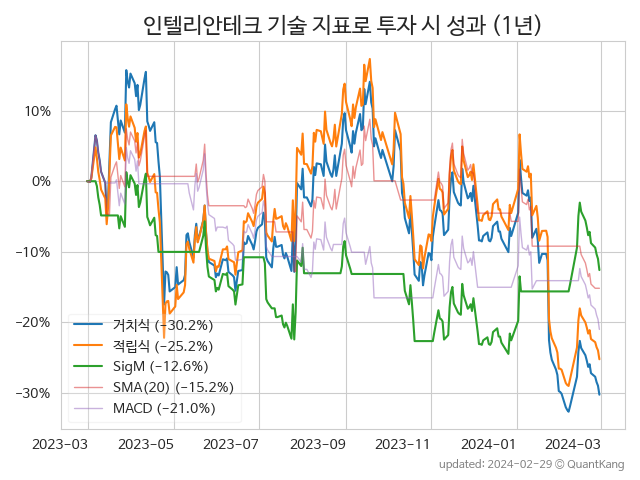 인텔리안테크 기술 지표로 투자 시 성과 (1년)
10%
0%
−10%
−20%
−30%
거치식 (−30.2%)
적립식 (−25.2%)
SigM (−12.6%)
SMA(20) (−15.2%)
MACD (−21.0%)
2023-03 2023-05 2023-07 2023-09 2023-11 2024-01 2024-03
updated: 2024-02-29 © QuantKang